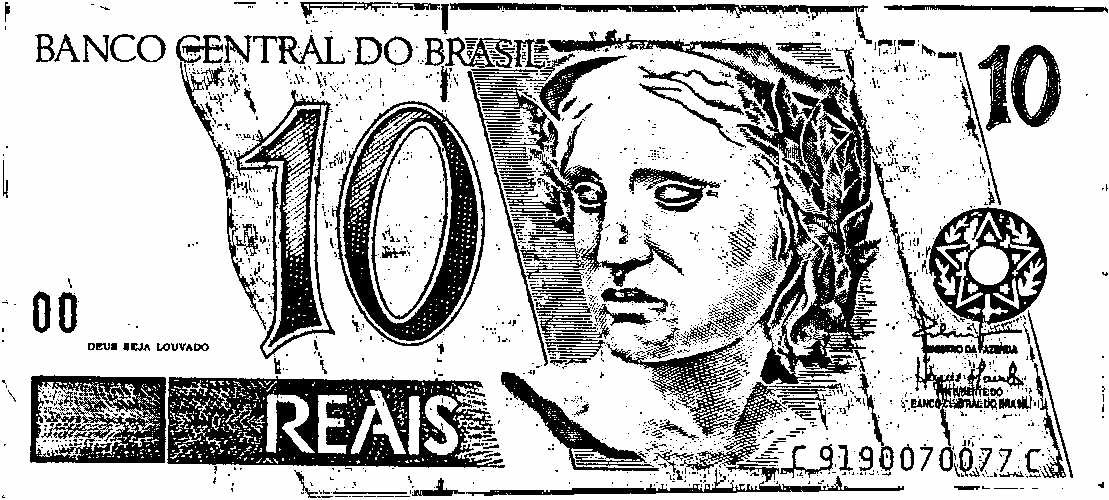 BANCO CENTRAL DO BRASIL
10
10
00
DEUS SEJA LOUVADO
MINISTRO DA FAZENDA
PRESIDENTE DO
BANCO CENTRAL DO BRASIL
REAIS
C 9190070077 C